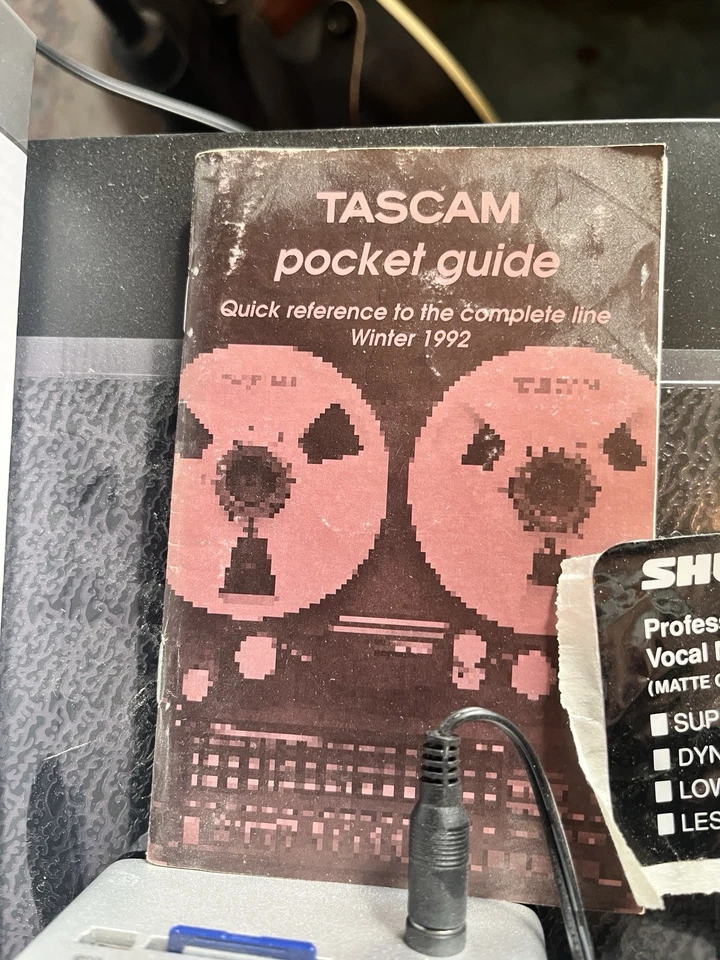 TASCAM
pocket guide
Quick reference to the complete line
Winter 1992
SHU
Profess
Vocal
(MATTE
SUP
DYN
LOW
LES